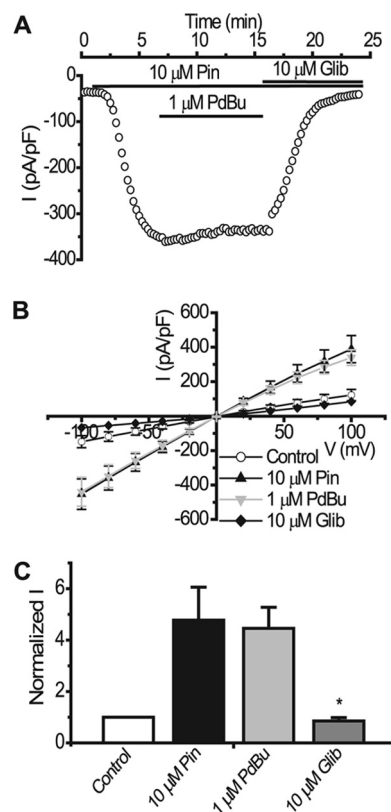 A
Time (min)
0 5 10 15 20 25
10 µM Pin
10 µM Glib
1 µM PdBu
I (pA/pF)
0
-100
-200
-300
-400
B
I (pA/pF)
600
400
200
-100
-50
50
100
V (mV)
-200
-400
-600
Control
10 µM Pin
1 µM PdBu
10 µM Glib
C
Normalized I
6
4
2
0
*
Control
10 µM Pin
1 µM PdBu
10 µM Glib